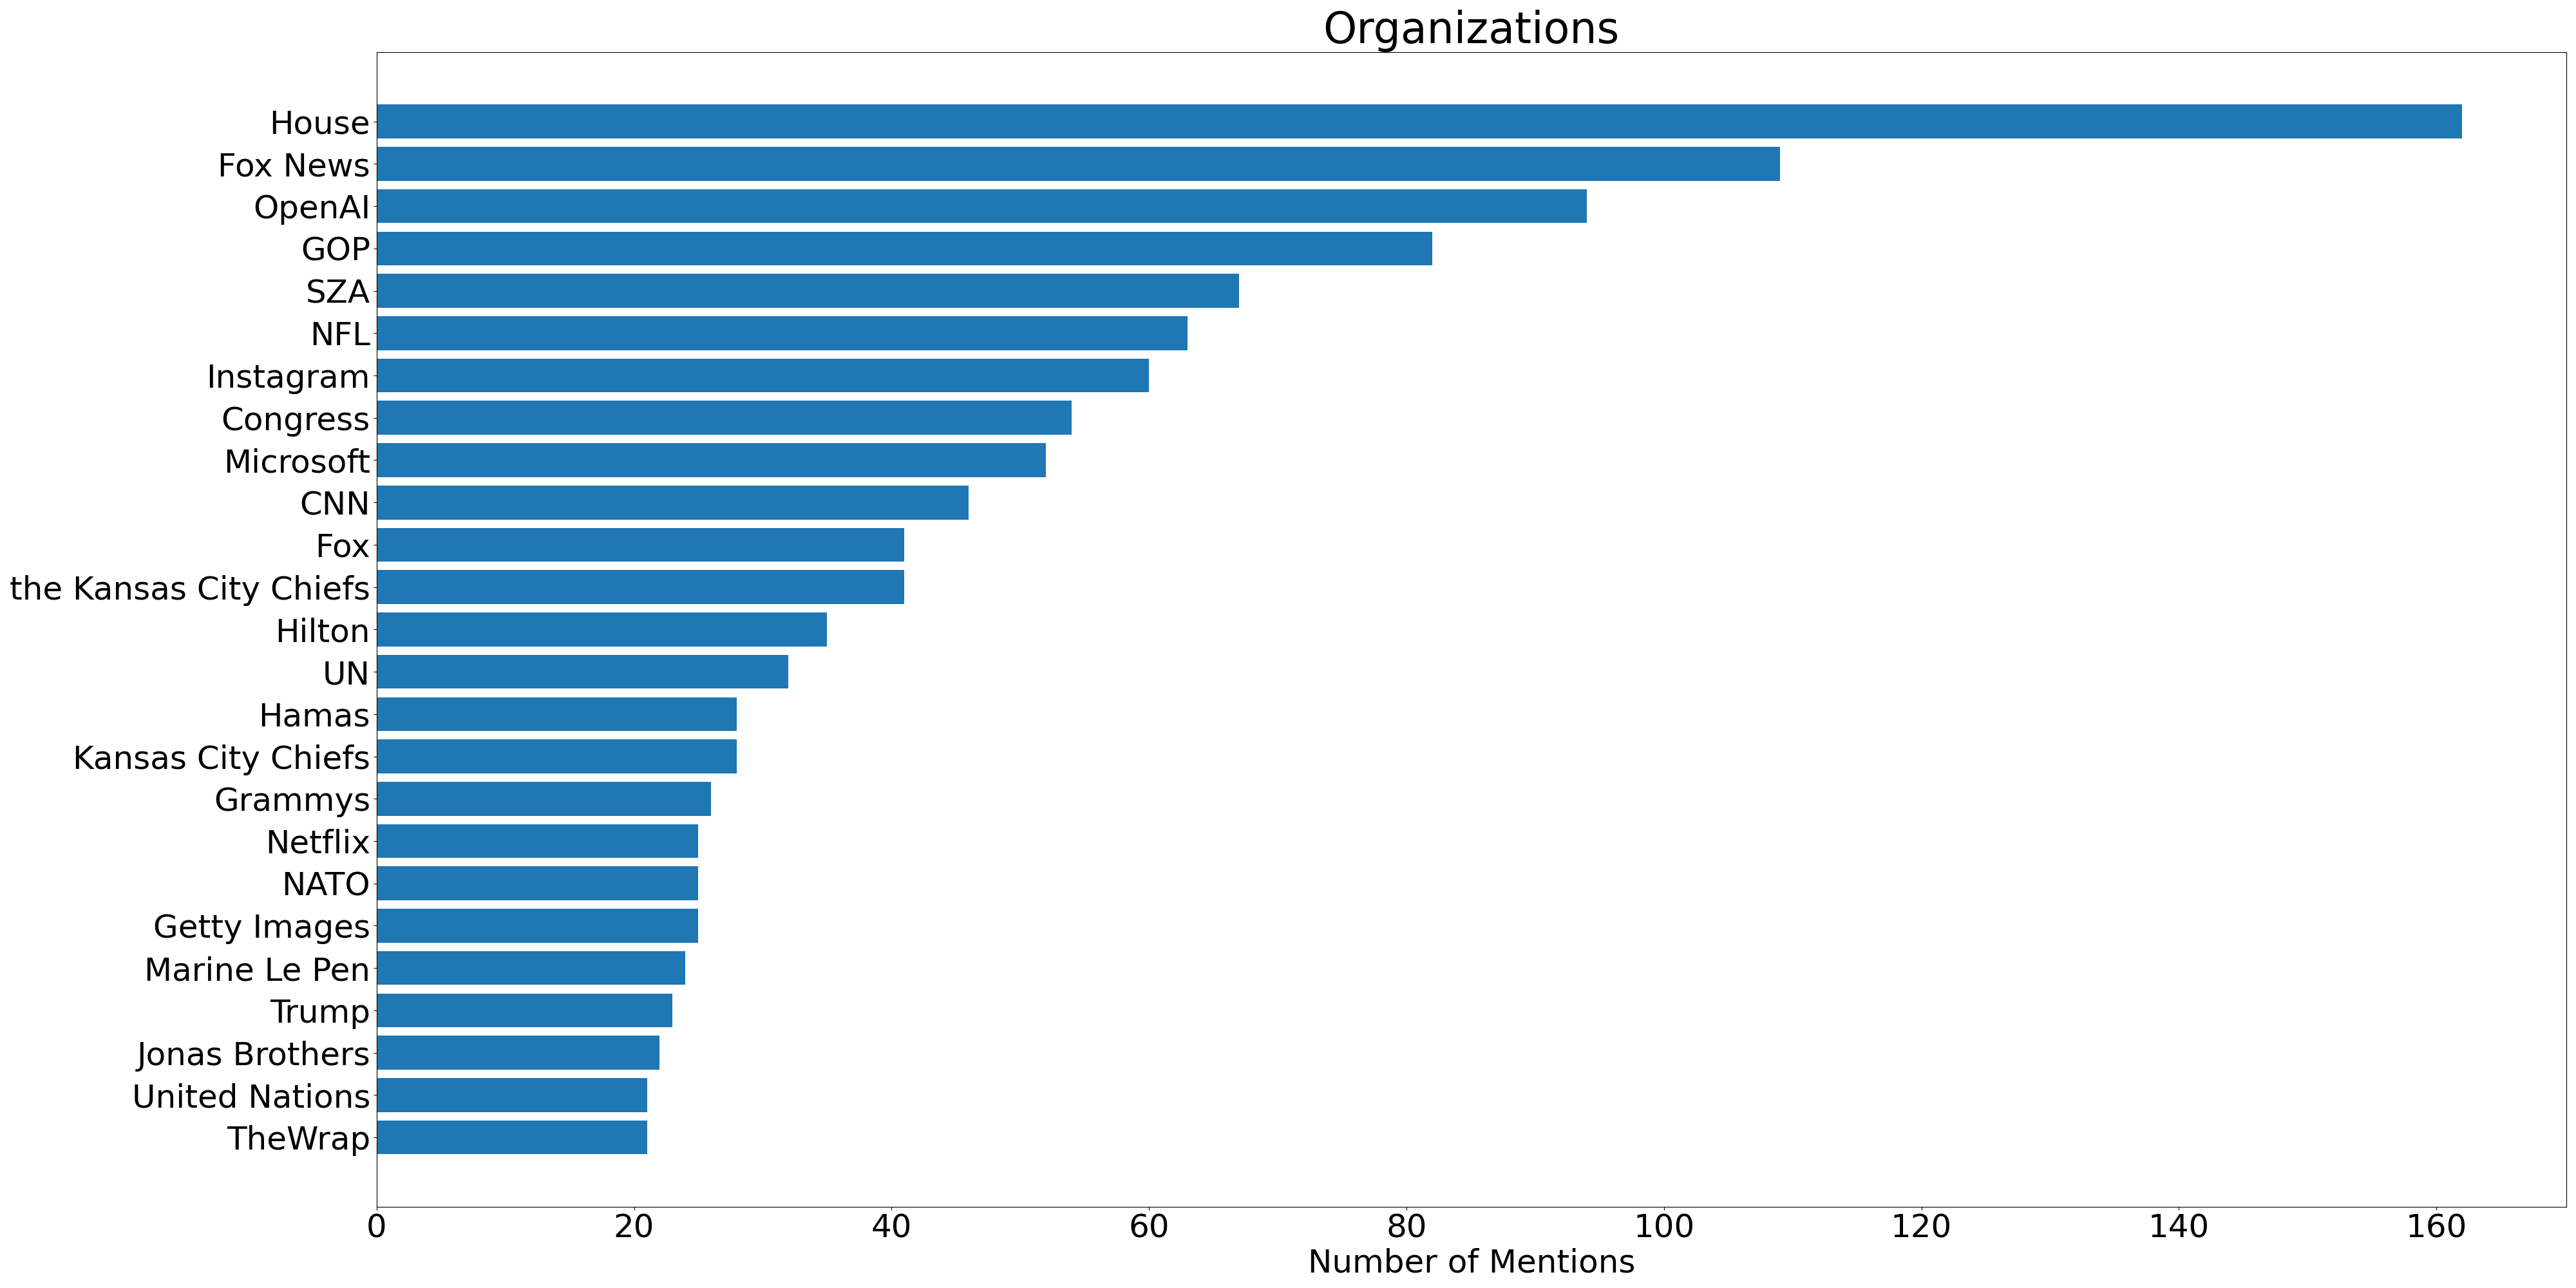 Organizations
House
Fox News
OpenAI
GOP
SZA
NFL
Instagram
Congress
Microsoft
CNN
Fox
the Kansas City Chiefs
Hilton
UN
Hamas
Kansas City Chiefs
Grammys
Netflix
NATO
Getty Images
Marine Le Pen
Trump
Jonas Brothers
United Nations
TheWrap
0 20 40 60 80 100 120 140 160
Number of Mentions